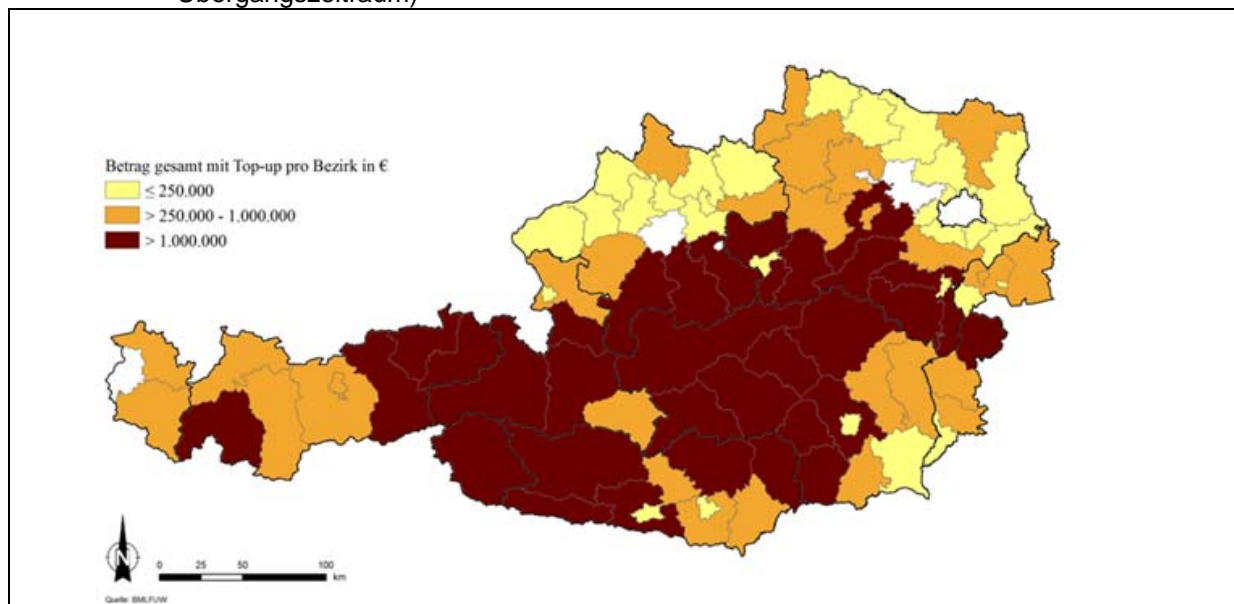 Übergangszeitraum)
Betrag gesamt mit Top-up pro Bezirk in €
≤ 250.000
> 250.000 - 1.000.000
> 1.000.000
N
0 25 50 100
km
Quelle: BMLFUW